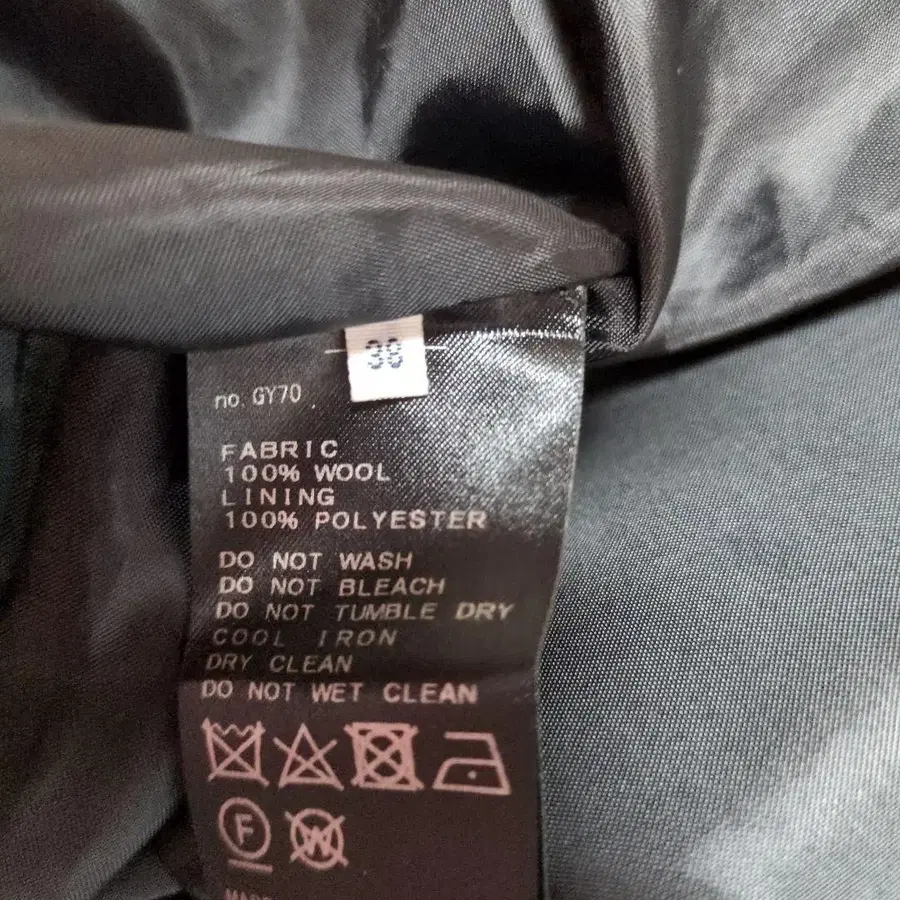 38
no. GY70
FABRIC
100% WOOL
LINING
100% POLYESTER
DO NOT WASH
DO NOT BLEACH
DO NOT TUMBLE DRY
COOL IRON
DRY CLEAN
DO NOT WET CLEAN
F W
MADE